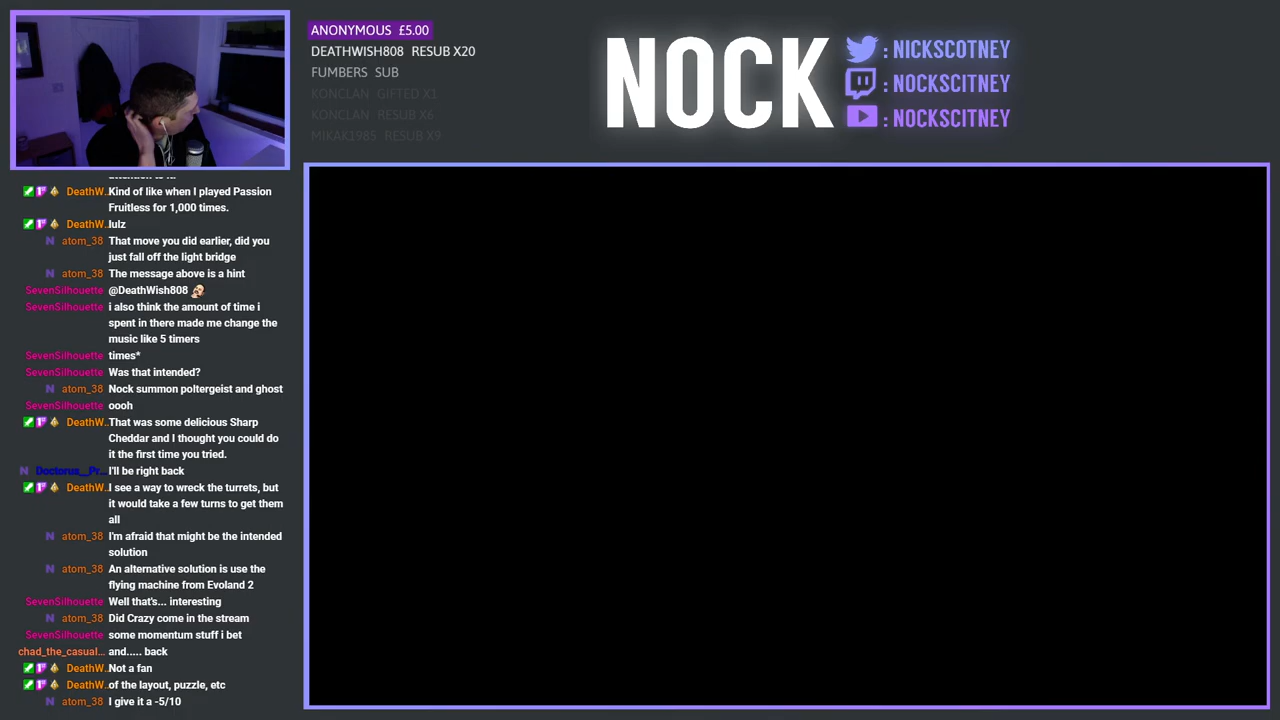 ANONYMOUS £5.00
DEATHWISH808 RESUB X20
FUMBERS SUB
KONCLAN GIFTED X1
KONCLAN RESUB X6
MIKAK1985 RESUB X9
NOCK
: NICKSCOTNEY
: NOCKSCITNEY
: NOCKSCITNEY
DeathW... Kind of like when I played Passion
Fruitless for 1,000 times.
DeathW... lulz
atom_38 That move you did earlier, did you
just fall off the light bridge
atom_38 The message above is a hint
SevenSilhouette @DeathWish808
SevenSilhouette i also think the amount of time i
spent in there made me change the
music like 5 timers
SevenSilhouette times*
SevenSilhouette Was that intended?
atom_38 Nock summon poltergeist and ghost
SevenSilhouette oooh
DeathW... That was some delicious Sharp
Cheddar and I thought you could do
it the first time you tried.
Doctorus__Pr... I'll be right back
DeathW... I see a way to wreck the turrets, but
it would take a few turns to get them
all
atom_38 I'm afraid that might be the intended
solution
atom_38 An alternative solution is use the
flying machine from Evoland 2
SevenSilhouette Well that's... interesting
atom_38 Did Crazy come in the stream
SevenSilhouette some momentum stuff i bet
chad_the_casual... and..... back
DeathW... Not a fan
DeathW... of the layout, puzzle, etc
atom_38 I give it a -5/10